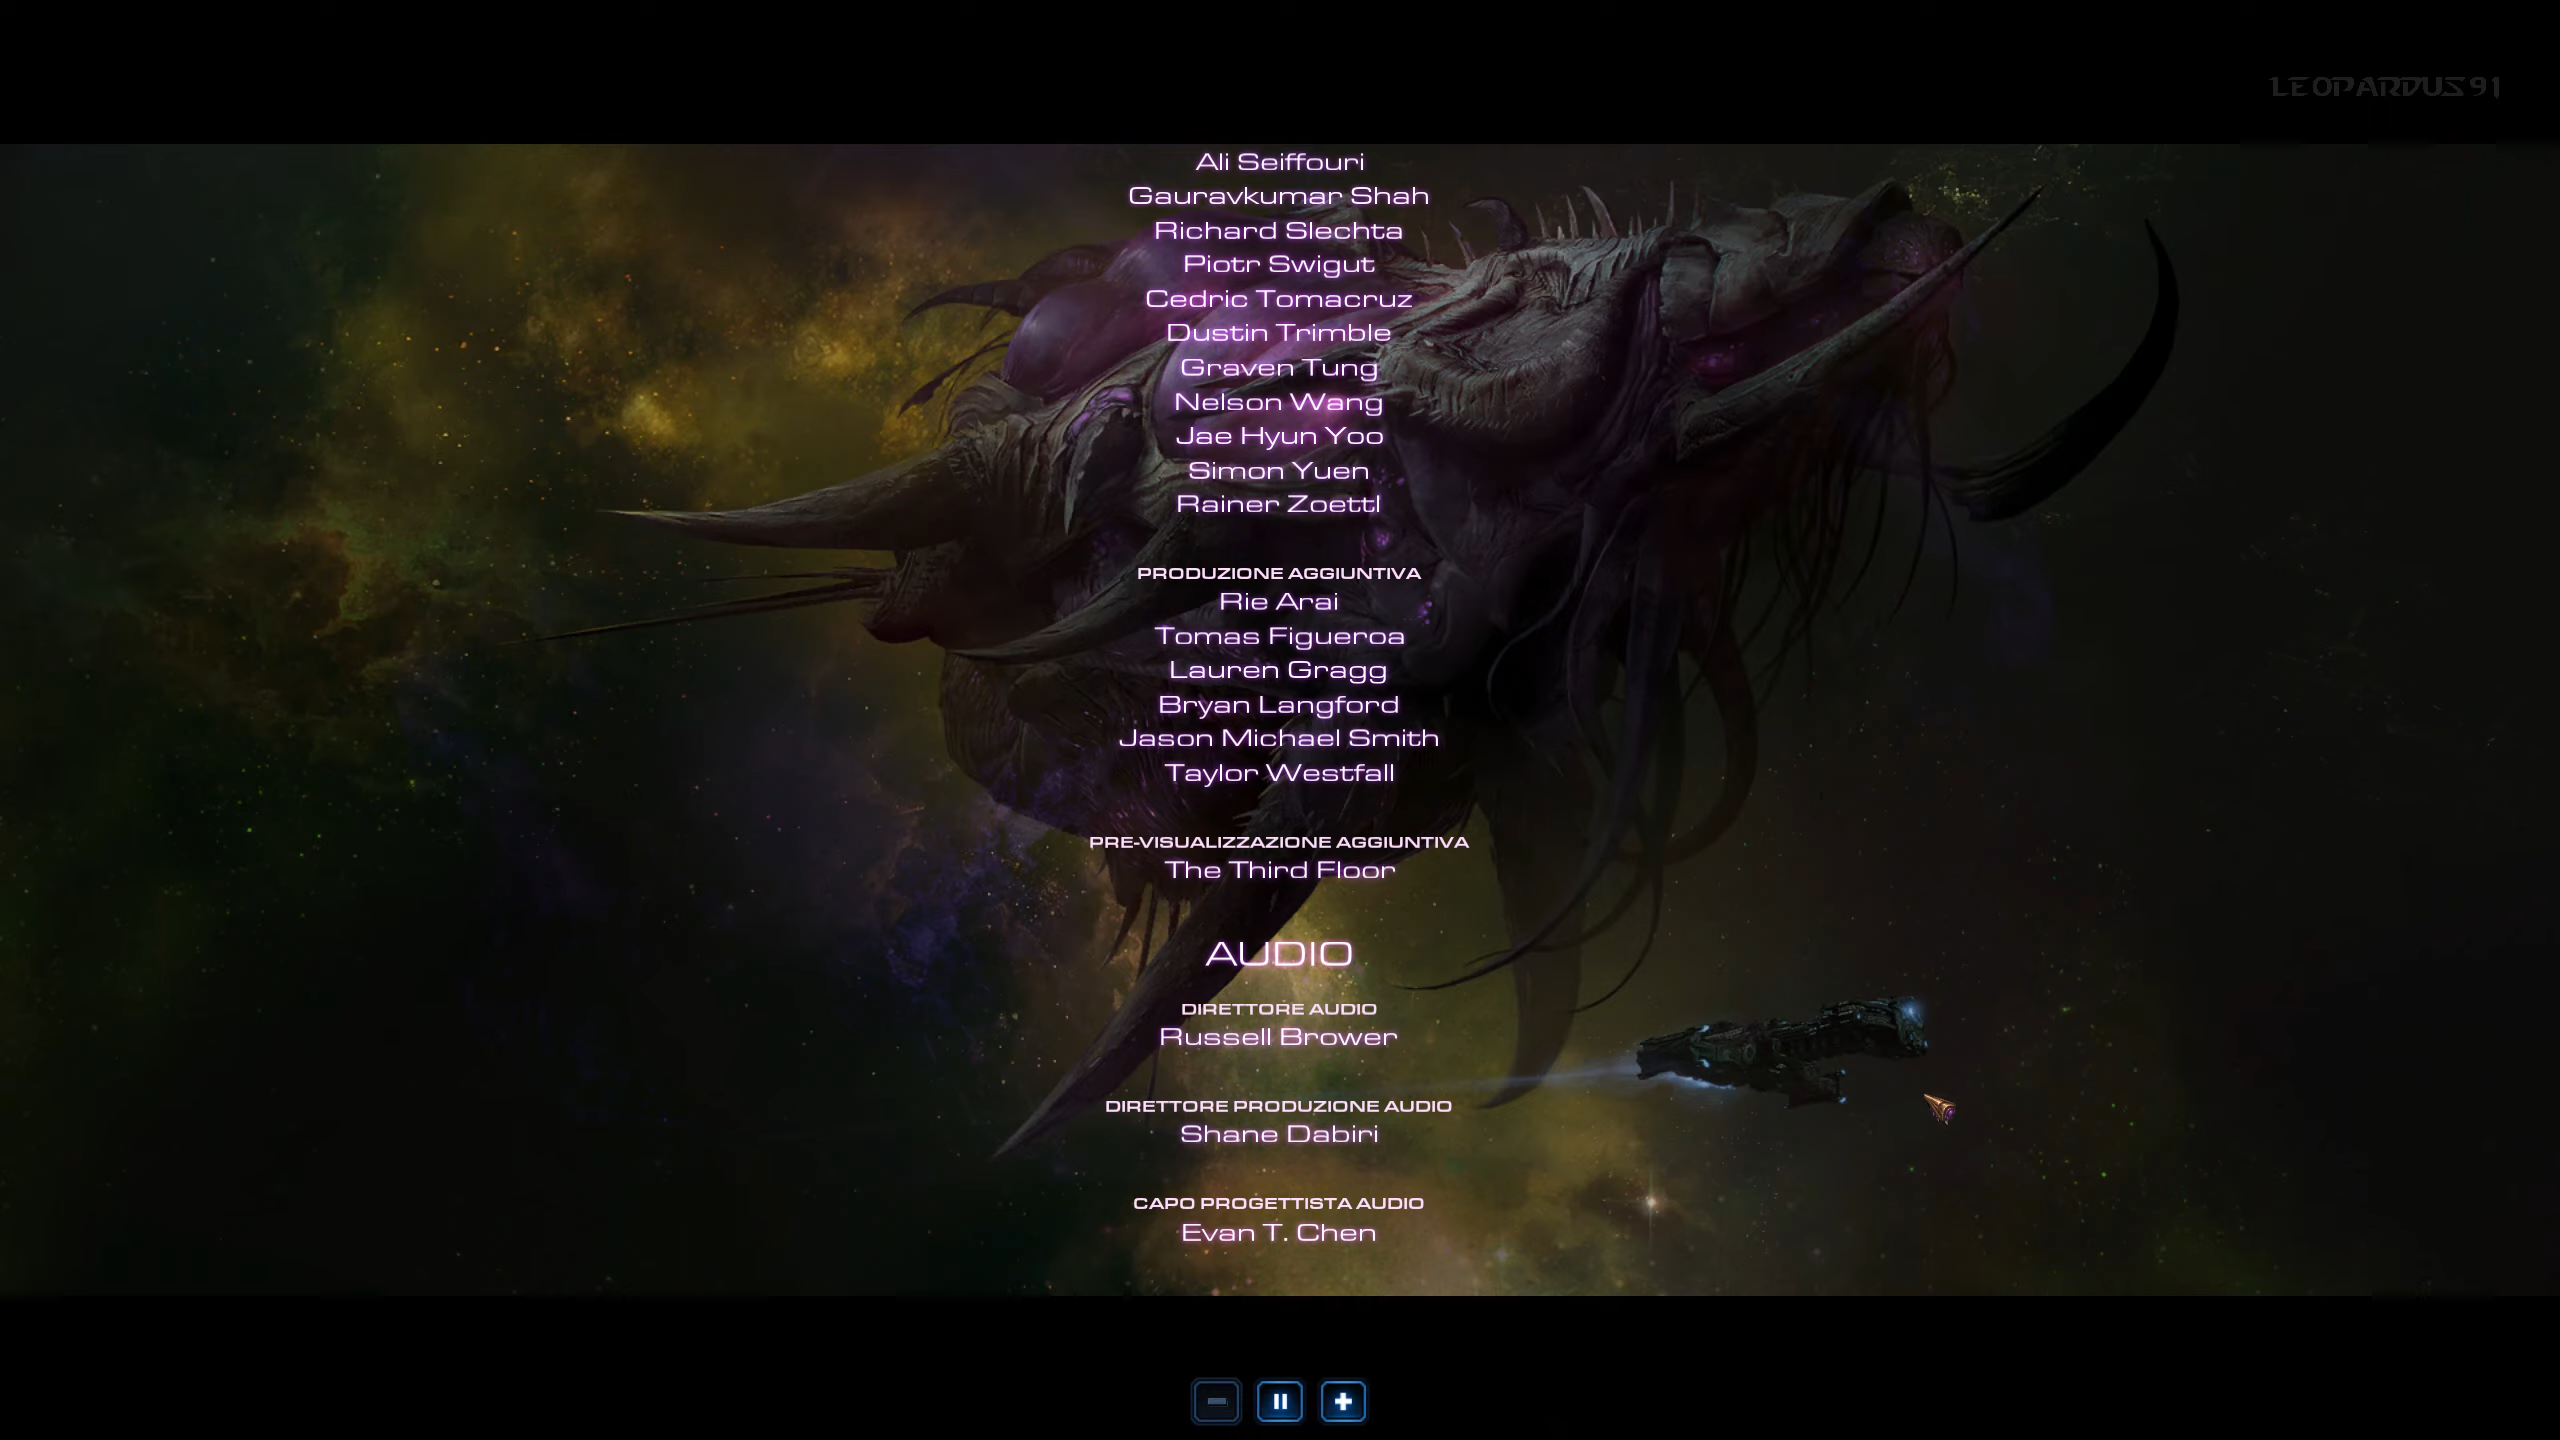 LEOPARDUS91
Ali Seiffouri
Gauravkumar Shah
Richard Slechta
Piotr Swigut
Cedric Tomacruz
Dustin Trimble
Graven Tung
Nelson Wang
Jae Hyun Yoo
Simon Yuen
Rainer Zoettl
PRODUZIONE AGGIUNTIVA
Rie Arai
Tomas Figueroa
Lauren Gragg
Bryan Langford
Jason Michael Smith
Taylor Westfall
PRE-VISUALIZZAZIONE AGGIUNTIVA
The Third Floor
AUDIO
DIRETTORE AUDIO
Russell Brower
DIRETTORE PRODUZIONE AUDIO
Shane Dabiri
CAPO PROGETTISTA AUDIO
Evan T. Chen